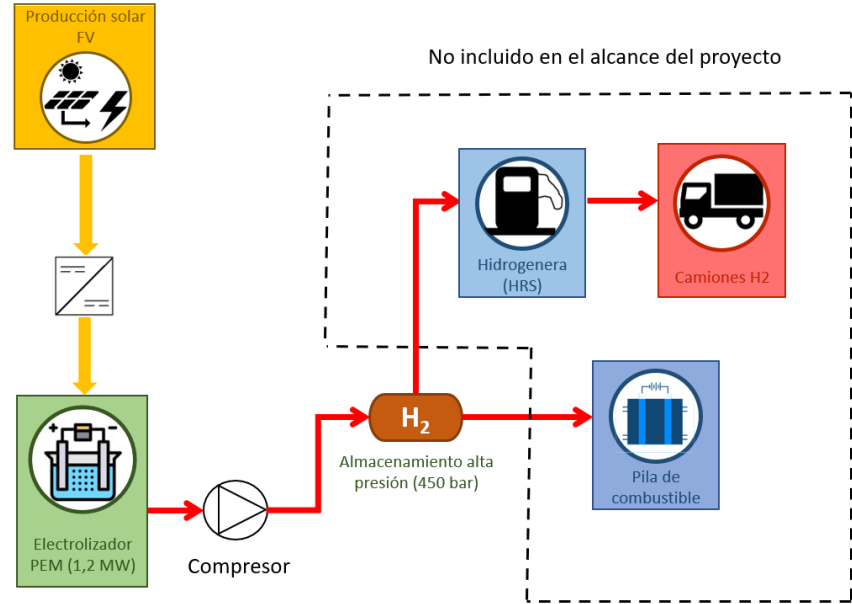 Producción solar
FV
No incluido en el alcance del proyecto
Hidrogenera
(HRS)
Camiones H2
H2
Almacenamiento alta
presión (450 bar)
Pila de
combustible
Electrolizador
PEM (1,2 MW)
Compresor